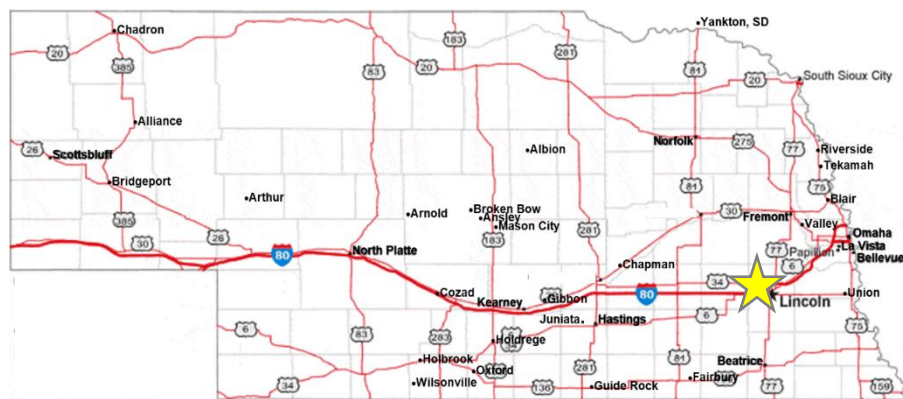 Yankton, SD
Chadron
183
281
20
385
83
20
81
20
South Sioux City
Alliance
Norfolk
275
77
26
Scottsbluff
Albion
Riverside
Tekamah
Bridgeport
81
75
Arthur
Blair
Arnold
Broken Bow
Ansley
Mason City
30
Fremont
Valley
385
26
183
281
Omaha
30
80
North Platte
77
Papillion
La Vista
Bellevue
6
Chapman
34
Cozad
Kearney
Gibbon
80
Lincoln
Union
Juniata
Hastings
6
75
6
283
Holdrege
34
Holbrook
81
Beatrice
34
83
Wilsonville
Oxford
136
281
Guide Rock
Fairbury
77
159